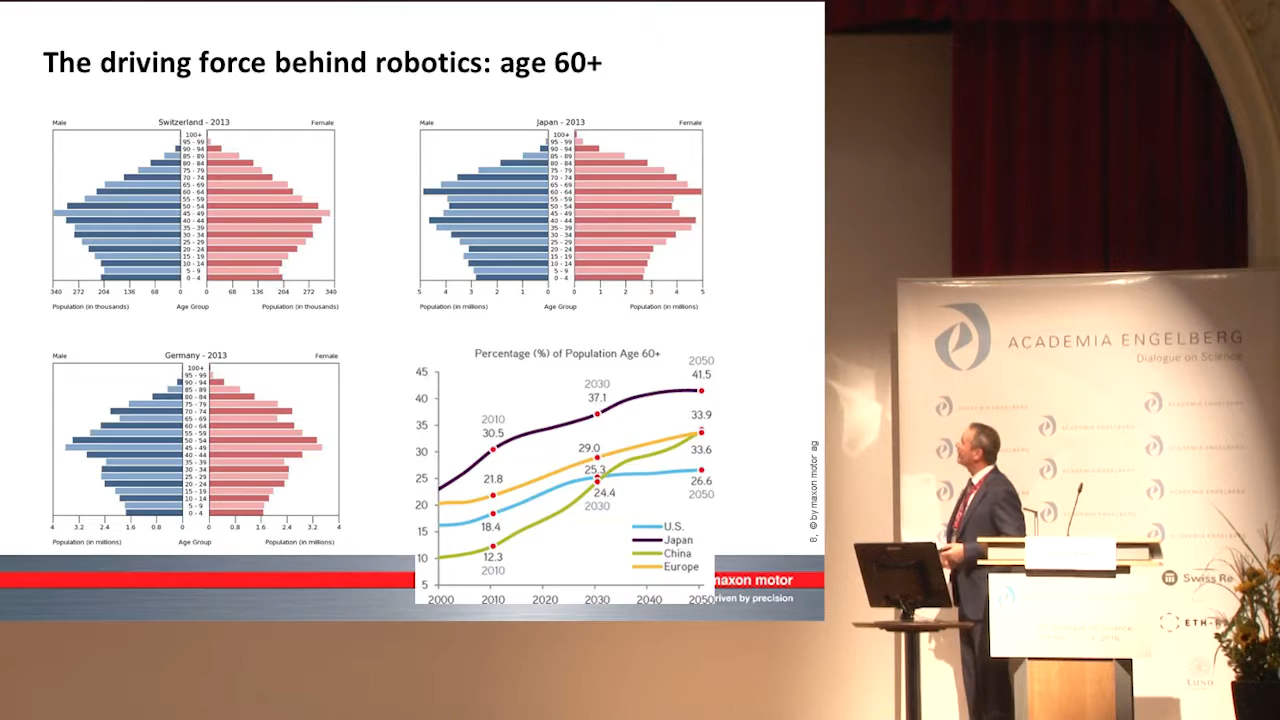 The driving force behind robotics: age 60+
Male Switzerland - 2013 Female
100+
95 - 99
90 - 94
85 - 89
80 - 84
75 - 79
70 - 74
65 - 69
60 - 64
55 - 59
50 - 54
45 - 49
40 - 44
35 - 39
30 - 34
25 - 29
20 - 24
15 - 19
10 - 14
5 - 9
0 - 4
340 272 204 136 68 0 0 68 136 204 272 340
Population (in thousands) Age Group Population (in thousands)
Male Japan - 2013 Female
100+
95 - 99
90 - 94
85 - 89
80 - 84
75 - 79
70 - 74
65 - 69
60 - 64
55 - 59
50 - 54
45 - 49
40 - 44
35 - 39
30 - 34
25 - 29
20 - 24
15 - 19
10 - 14
5 - 9
0 - 4
5 4 3 2 1 0 0 1 2 3 4 5
Population (in millions) Age Group Population (in millions)
Male Germany - 2013 Female
100+
95 - 99
90 - 94
85 - 89
80 - 84
75 - 79
70 - 74
65 - 69
60 - 64
55 - 59
50 - 54
45 - 49
40 - 44
35 - 39
30 - 34
25 - 29
20 - 24
15 - 19
10 - 14
5 - 9
0 - 4
4 3.2 2.4 1.6 0.8 0 0 0.8 1.6 2.4 3.2 4
Population (in millions) Age Group Population (in millions)
Percentage (%) of Population Age 60+
45
40
35
30
25
20
15
10
5
2000 2010 2020 2030 2040 2050
2010
30.5
21.8
18.4
12.3
2010
2030
37.1
29.0
25.3
24.4
2030
2050
41.5
33.9
33.6
26.6
2050
U.S.
Japan
China
Europe
8, © by maxon motor ag
maxon motor
driven by precision
ACADEMIA ENGELBERG
Dialogue on Science
Swiss Re
LUND